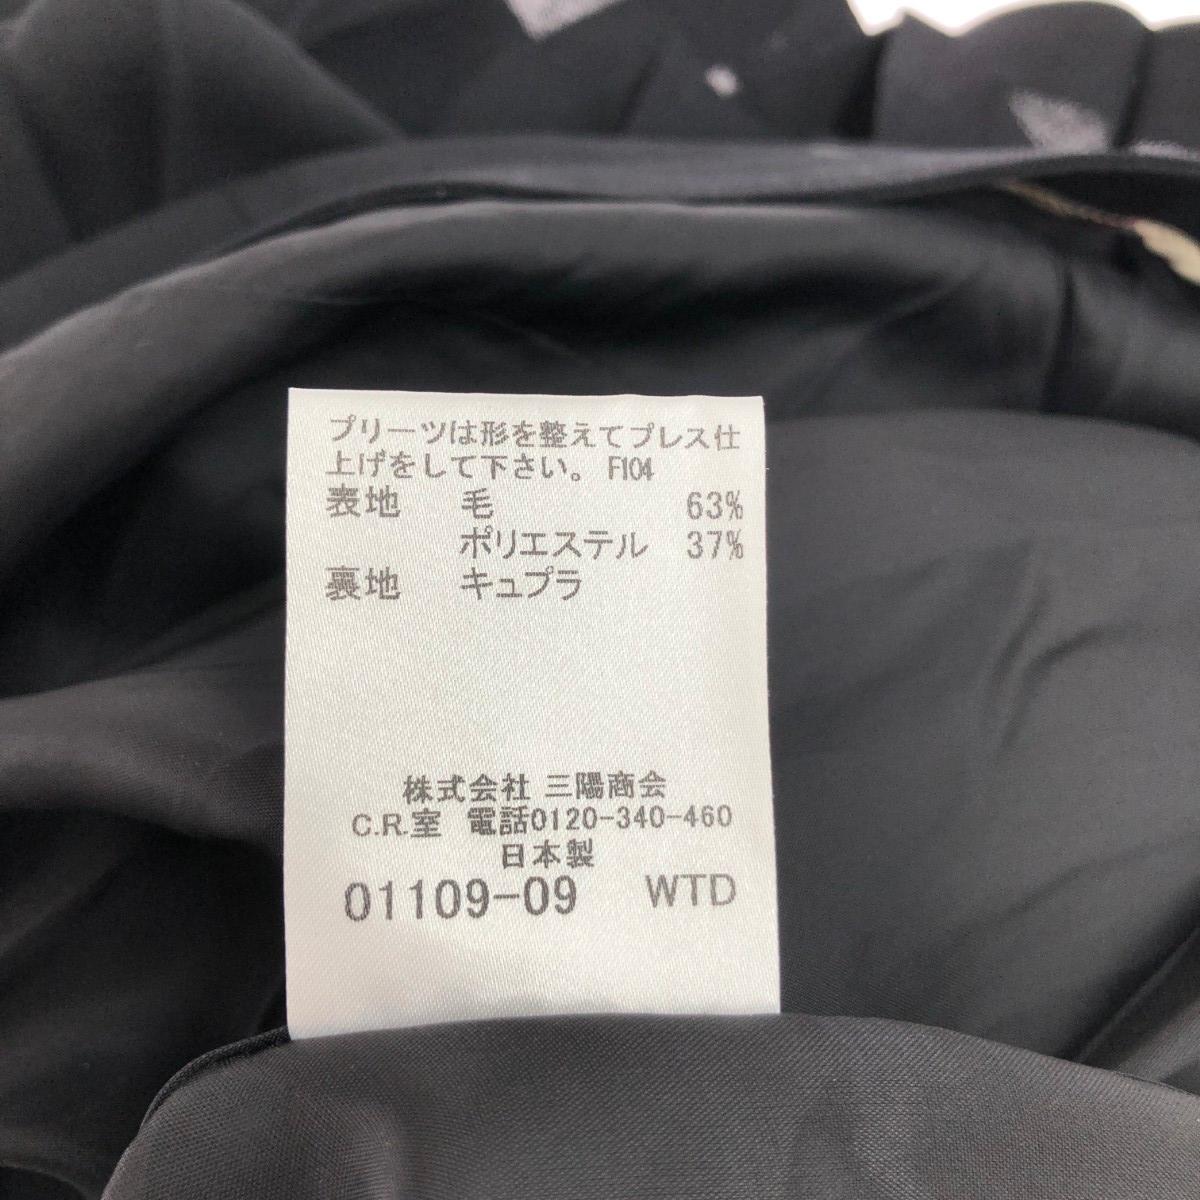 プリーツは形を整えてプレス仕
上げをして下さい。 F104
表地 毛 63%
ポリエステル 37%
裏地 キュプラ
株式会社 三陽商会
C.R.室 電話0120-340-460
日本製
01109-09 WTD